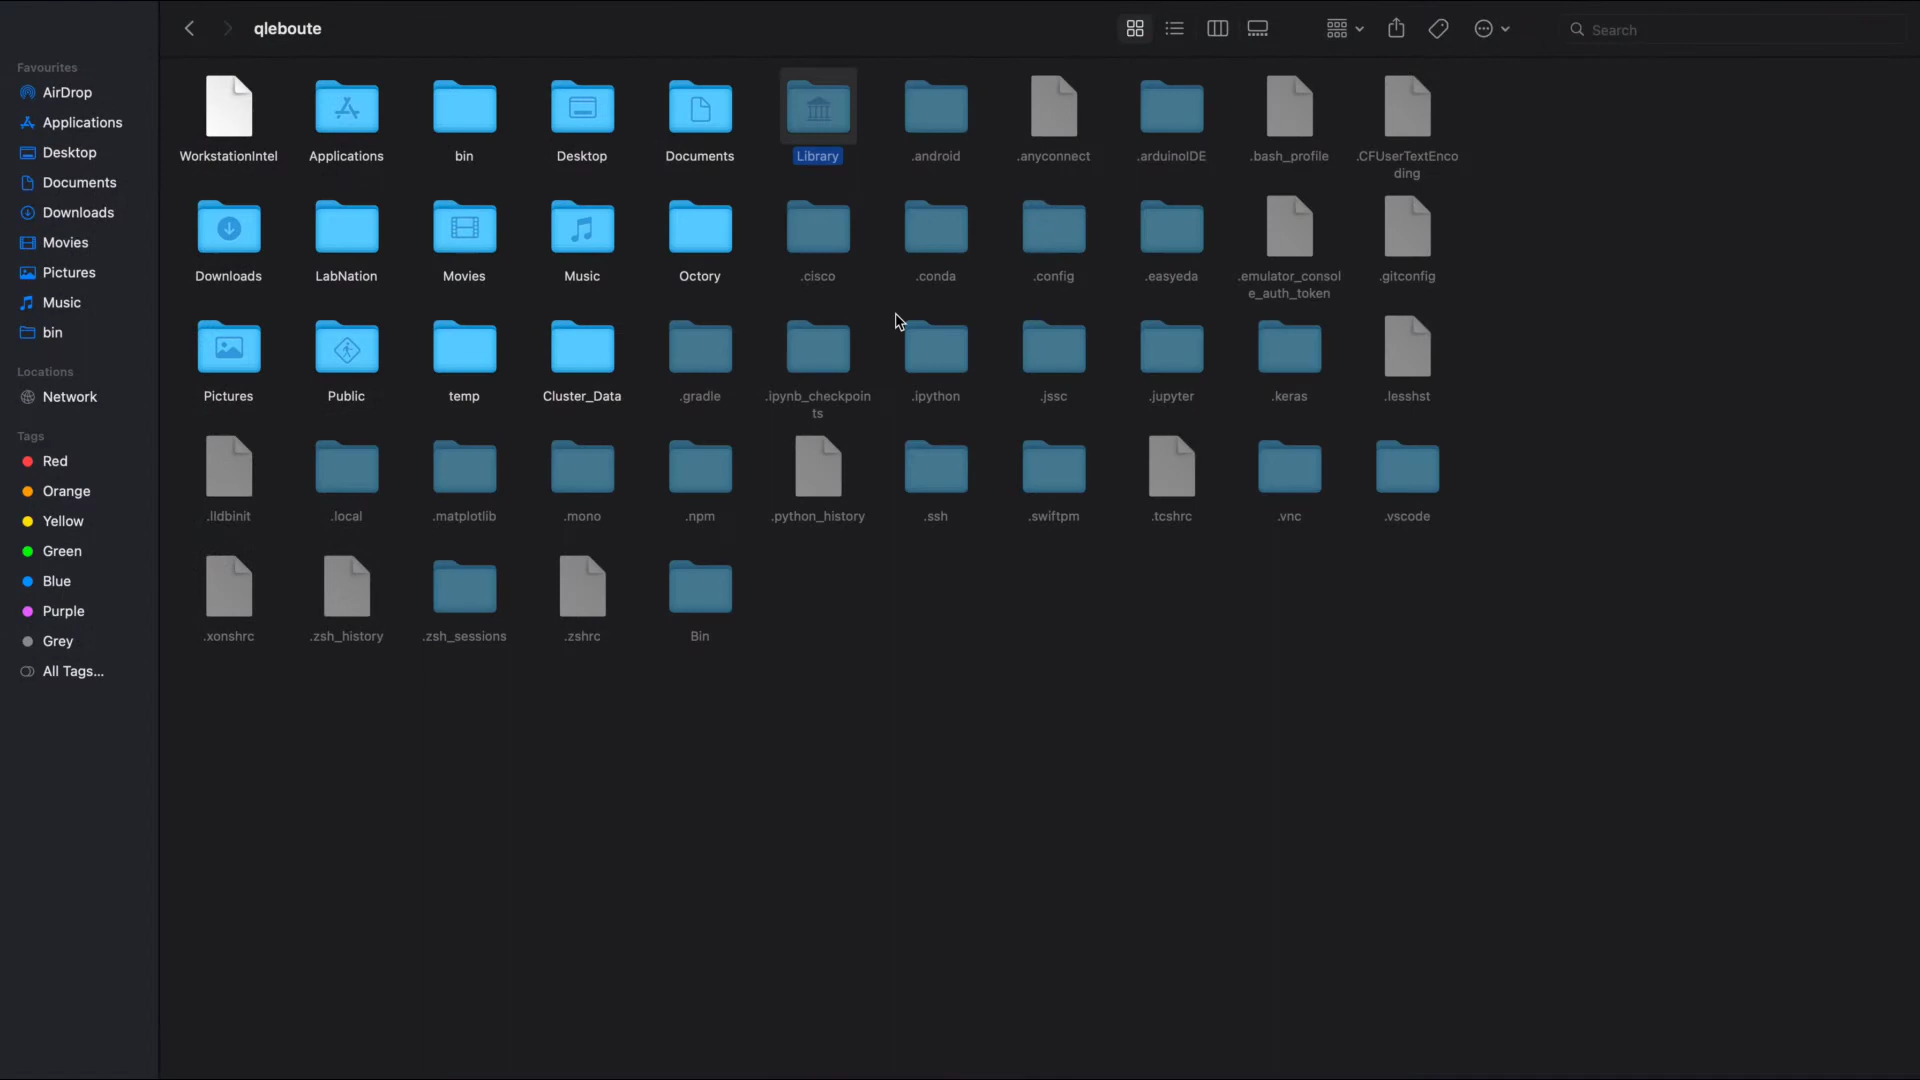 qleboute
Search
Favourites
AirDrop
Applications
Desktop
Documents
Downloads
Movies
Pictures
Music
bin
Locations
Network
Tags
Red
Orange
Yellow
Green
Blue
Purple
Grey
All Tags...
WorkstationIntel
Applications
bin
Desktop
Documents
Library
.android
.anyconnect
.arduinoIDE
.bash_profile
.CFUserTextEnco
ding
Downloads
LabNation
Movies
Music
Octory
.cisco
.conda
.config
.easyeda
.emulator_consol
e_auth_token
.gitconfig
Pictures
Public
temp
Cluster_Data
.gradle
.ipynb_checkpoin
ts
.ipython
.jssc
.jupyter
.keras
.lesshst
.lldbinit
.local
.matplotlib
.mono
.npm
.python_history
.ssh
.swiftpm
.tcshrc
.vnc
.vscode
.xonshrc
.zsh_history
.zsh_sessions
.zshrc
Bin